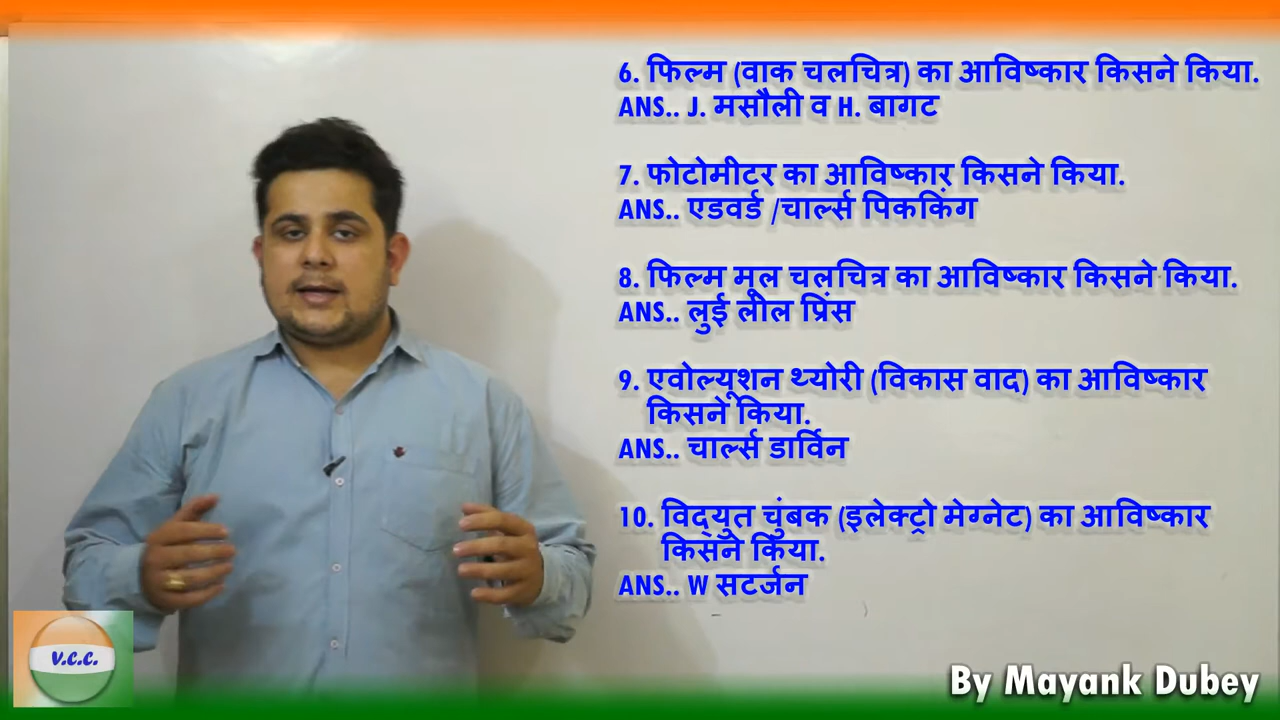 6. फिल्म (वाक चलचित्र) का आविष्कार किसने किया.
ANS.. J. मसौली व H. बागट
7. फोटोमीटर का आविष्कार किसने किया.
ANS.. एडवर्ड /चार्ल्स पिककिंग
8. फिल्म मूल चलचित्र का आविष्कार किसने किया.
ANS.. लुई लील प्रिंस
9. एवोल्यूशन थ्योरी (विकास वाद) का आविष्कार
किसने किया.
ANS.. चार्ल्स डार्विन
10. विद्युत चुंबक (इलेक्ट्रो मेग्नेट) का आविष्कार
किसने किया.
ANS.. W सटर्जन
V.C.C.
By Mayank Dubey